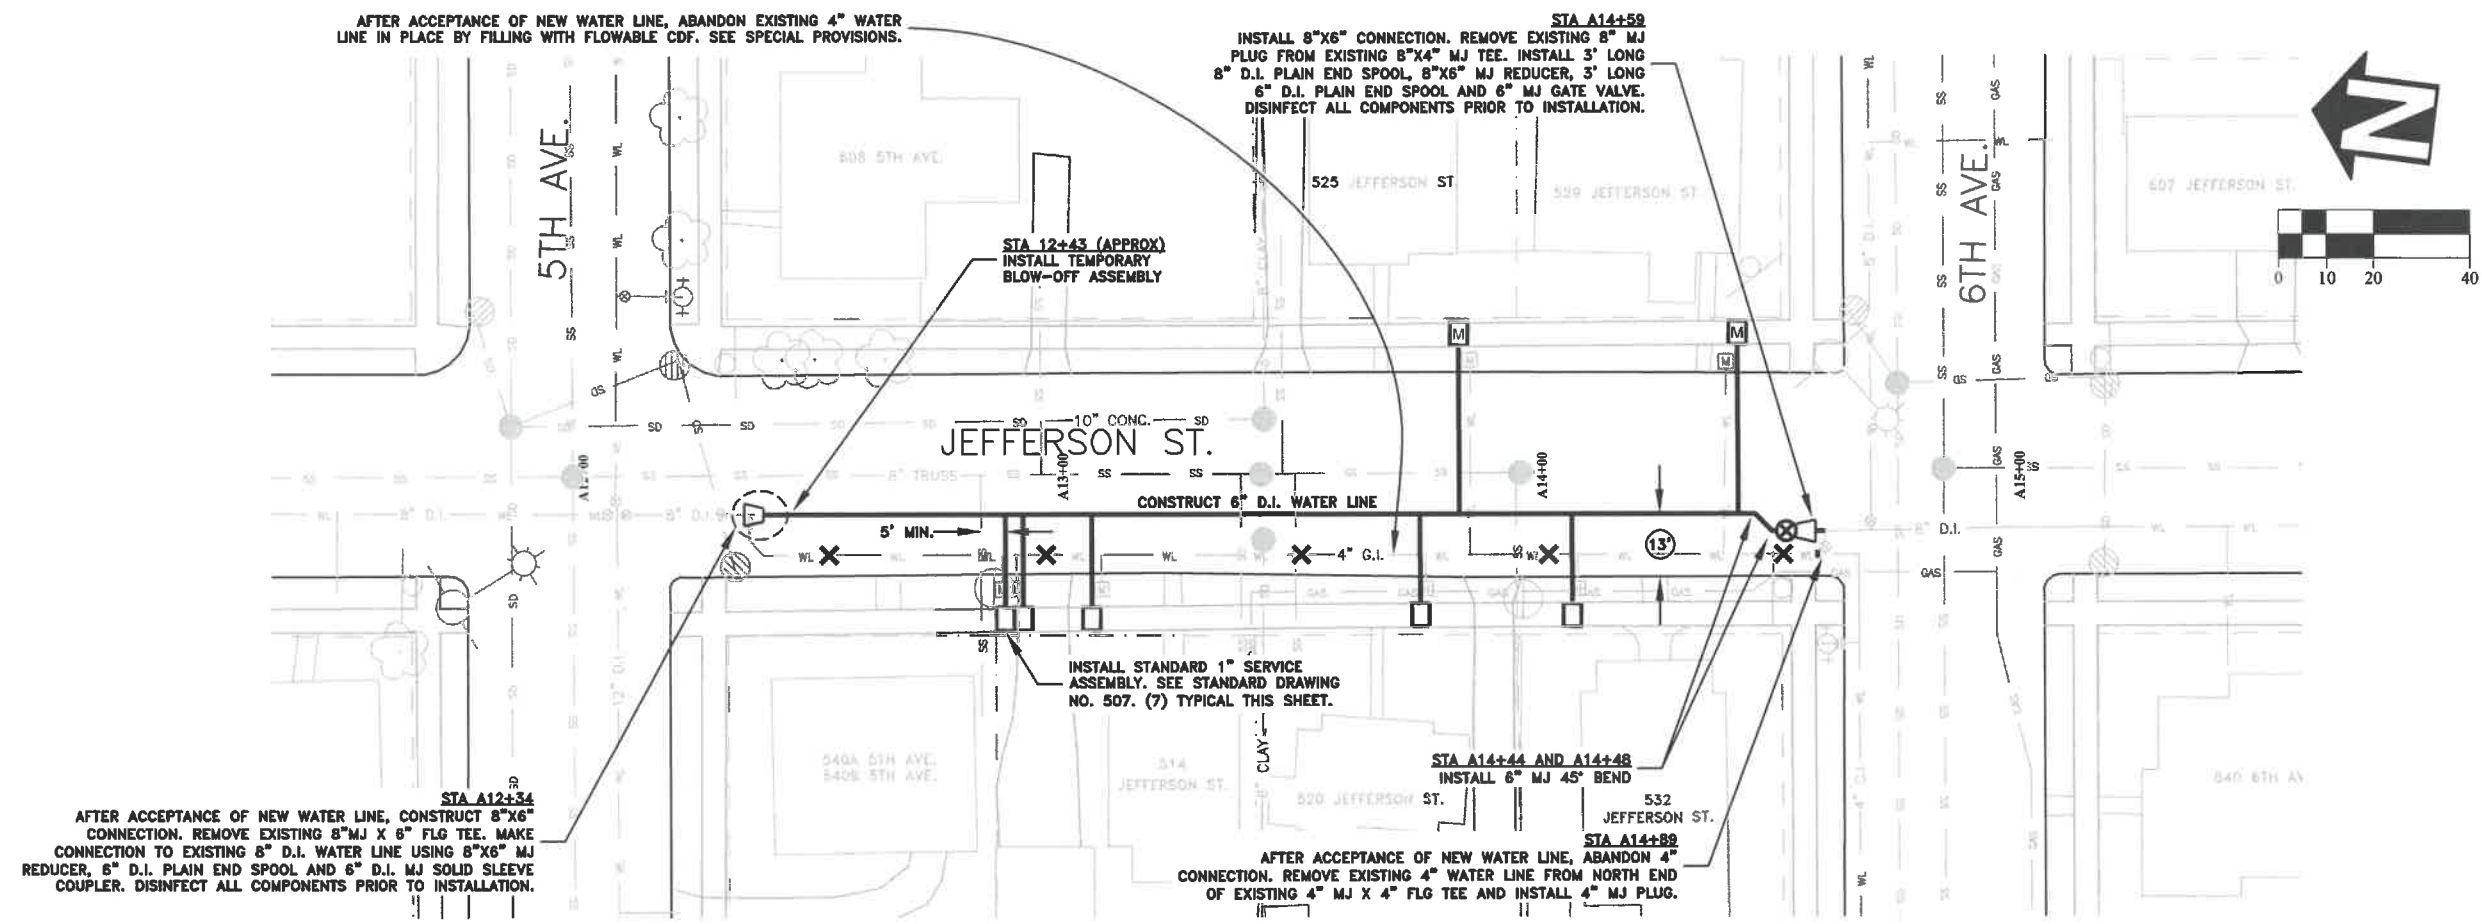 AFTER ACCEPTANCE OF NEW WATER LINE, ABANDON EXISTING 4" WATER
LINE IN PLACE BY FILLING WITH FLOWABLE CDF. SEE SPECIAL PROVISIONS.
STA A14+59
INSTALL 8"X6" CONNECTION. REMOVE EXISTING 8" MJ
PLUG FROM EXISTING 8"X4" MJ TEE. INSTALL 3' LONG
8" D.I. PLAIN END SPOOL, 8"X6" MJ REDUCER, 3' LONG
6" D.I. PLAIN END SPOOL AND 6" MJ GATE VALVE.
DISINFECT ALL COMPONENTS PRIOR TO INSTALLATION.
N
0 10 20 40
5TH AVE.
6TH AVE.
608 5TH AVE.
525 JEFFERSON ST.
529 JEFFERSON ST.
607 JEFFERSON ST.
STA 12+43 (APPROX)
INSTALL TEMPORARY
BLOW-OFF ASSEMBLY
M
M
SD 10" CONC. SD
JEFFERSON ST.
8" TRUSS
A13+00
A14+00
A15+00
CONSTRUCT 6" D.I. WATER LINE
8" D.I.
8" D.I.
8" D.I.
5' MIN.
WL
4" G.I.
13'
GAS
12" D.I.
4" G.I.
INSTALL STANDARD 1" SERVICE
ASSEMBLY. SEE STANDARD DRAWING
NO. 507. (7) TYPICAL THIS SHEET.
540A 5TH AVE.
540B 5TH AVE.
514
JEFFERSON ST.
8" CLAY
520 JEFFERSON ST.
532
JEFFERSON ST.
640 6TH AV
STA A14+44 AND A14+48
INSTALL 6" MJ 45° BEND
STA A12+34
AFTER ACCEPTANCE OF NEW WATER LINE, CONSTRUCT 8"X6"
CONNECTION. REMOVE EXISTING 8"MJ X 6" FLG TEE. MAKE
CONNECTION TO EXISTING 8" D.I. WATER LINE USING 8"X6" MJ
REDUCER, 6" D.I. PLAIN END SPOOL AND 6" D.I. MJ SOLID SLEEVE
COUPLER. DISINFECT ALL COMPONENTS PRIOR TO INSTALLATION.
STA A14+89
AFTER ACCEPTANCE OF NEW WATER LINE, ABANDON 4"
CONNECTION. REMOVE EXISTING 4" WATER LINE FROM NORTH END
OF EXISTING 4" MJ X 4" FLG TEE AND INSTALL 4" MJ PLUG.